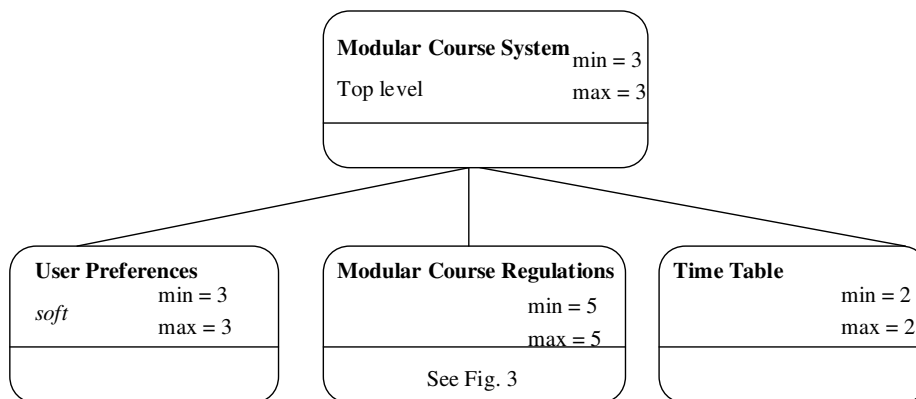 Modular Course System
min = 3
Top level
max = 3
User Preferences
min = 3
soft
max = 3
Modular Course Regulations
min = 5
max = 5
See Fig. 3
Time Table
min = 2
max = 2